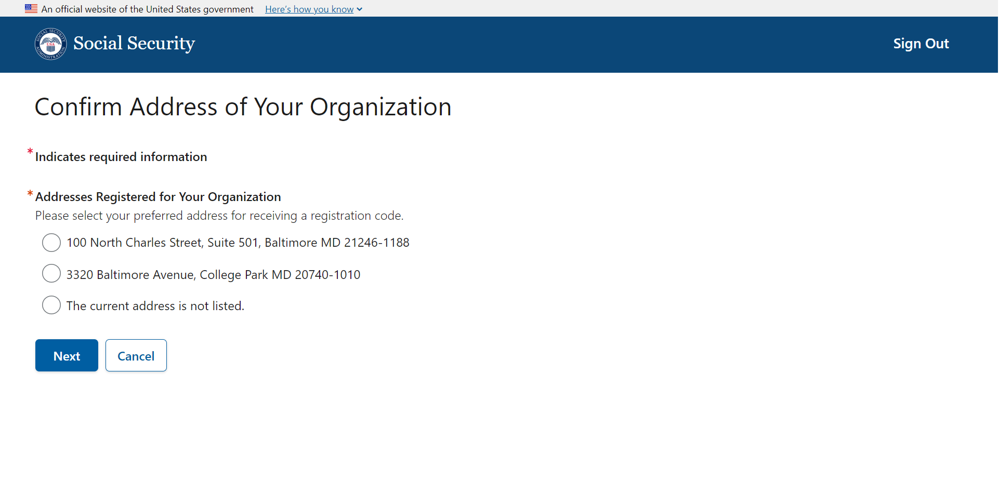 An official website of the United States government Here’s how you know
Social Security
Sign Out
Confirm Address of Your Organization
* Indicates required information
* Addresses Registered for Your Organization
Please select your preferred address for receiving a registration code.
100 North Charles Street, Suite 501, Baltimore MD 21246-1188
3320 Baltimore Avenue, College Park MD 20740-1010
The current address is not listed.
Next Cancel